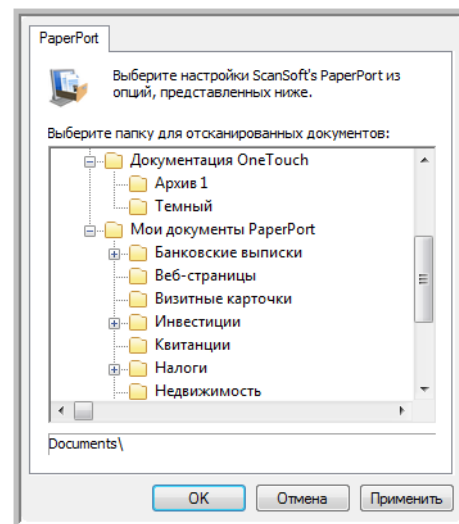 PaperPort
Выберите настройки ScanSoft's PaperPort из
опций, представленных ниже.
Выберите папку для отсканированных документов:
Документация OneTouch
Архив 1
Темный
Мои документы PaperPort
Банковские выписки
Веб-страницы
Визитные карточки
Инвестиции
Квитанции
Налоги
Недвижимость
Documents\
OK Отмена Применить